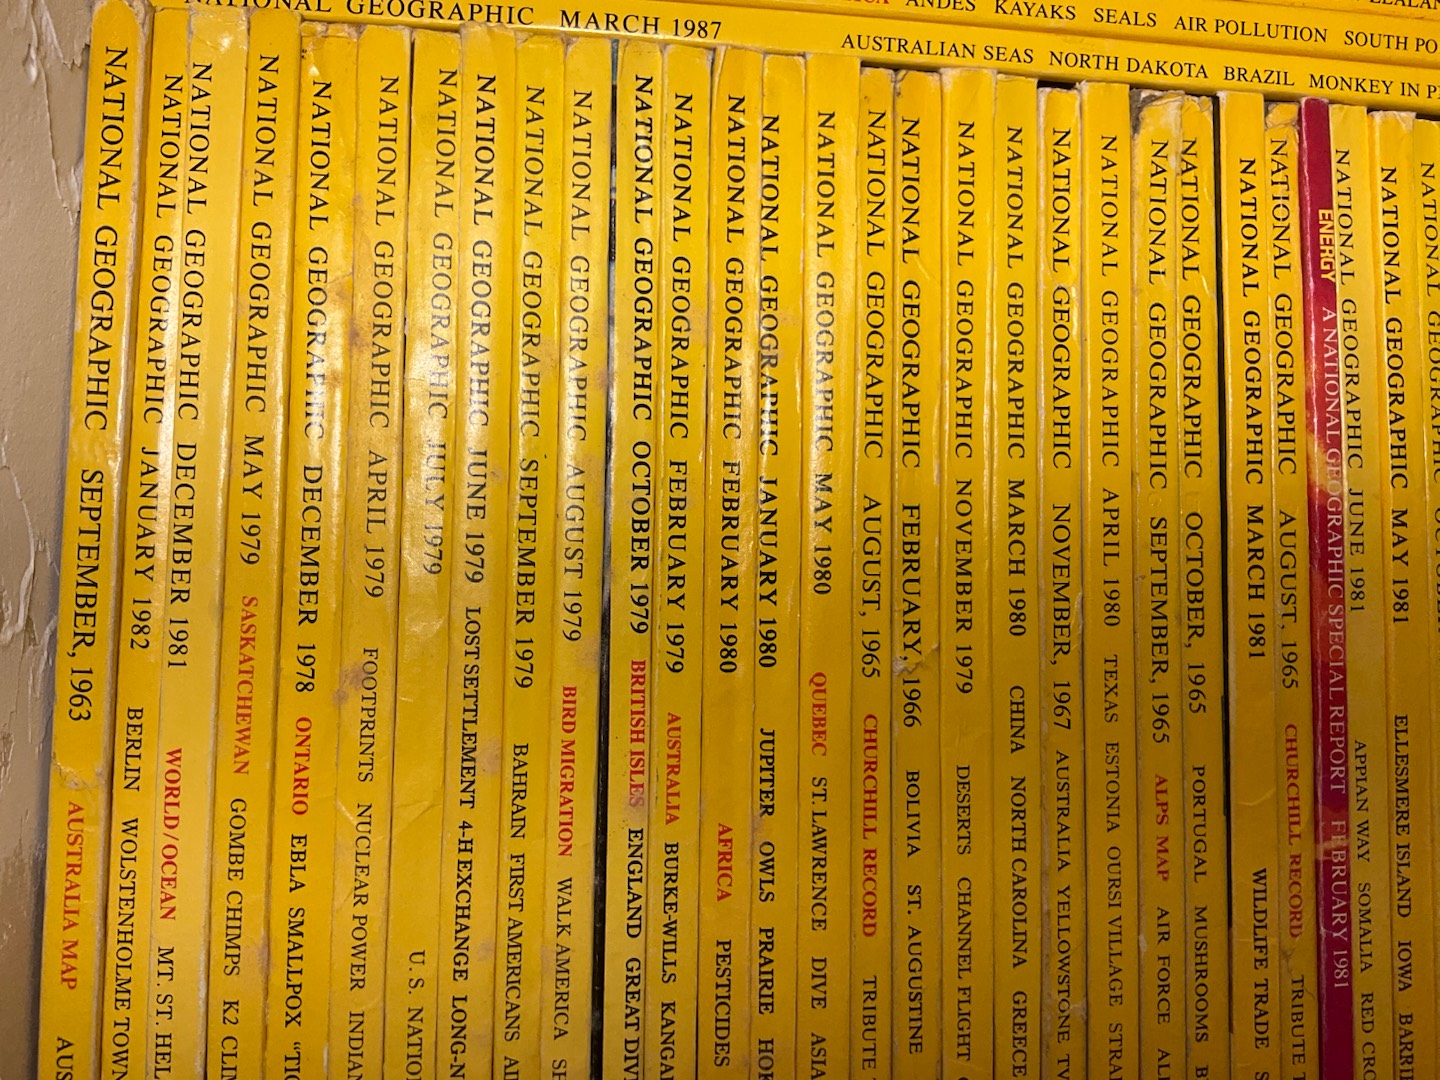 ANDES KAYAKS SEALS AIR POLLUTION SOUTH
NATIONAL GEOGRAPHIC MARCH 1987
AUSTRALIAN SEAS NORTH DAKOTA BRAZIL MONKEY IN
NATIONAL GEOGRAPHIC SEPTEMBER, 1963 AUSTRALIA MAP
NATIONAL GEOGRAPHIC JANUARY 1982 BERLIN WOLSTENHOLME TOWN
NATIONAL GEOGRAPHIC DECEMBER 1981 WORLD/OCEAN MT. ST. HEL
NATIONAL GEOGRAPHIC MAY 1979 SASKATCHEWAN GOMBE CHIMPS K2 CLI
NATIONAL GEOGRAPHIC DECEMBER 1978 ONTARIO EBLA SMALLPOX
NATIONAL GEOGRAPHIC APRIL 1979 FOOTPRINTS NUCLEAR POWER INDIAN
NATIONAL GEOGRAPHIC JULY 1979 U.S. NATIO
NATIONAL GEOGRAPHIC JUNE 1979 LOST SETTLEMENT 4-H EXCHANGE LONG-N
NATIONAL GEOGRAPHIC SEPTEMBER 1979 BAHRAIN FIRST AMERICANS
NATIONAL GEOGRAPHIC AUGUST 1979 BIRD MIGRATION WALK AMERICA
NATIONAL GEOGRAPHIC OCTOBER 1979 BRITISH ISLES ENGLAND GREAT DIV
NATIONAL GEOGRAPHIC FEBRUARY 1979 AUSTRALIA BURKE-WILLS KANGA
NATIONAL GEOGRAPHIC FEBRUARY 1980 AFRICA PESTICIDES
NATIONAL GEOGRAPHIC JANUARY 1980 JUPITER OWLS PRAIRIE
NATIONAL GEOGRAPHIC MAY 1980 QUEBEC ST. LAWRENCE DIVE ASIA
NATIONAL GEOGRAPHIC AUGUST, 1965 CHURCHILL RECORD TRIBUTE
NATIONAL GEOGRAPHIC FEBRUARY, 1966 BOLIVIA ST. AUGUSTINE
NATIONAL GEOGRAPHIC NOVEMBER 1979 DESERTS CHANNEL FLIGHT
NATIONAL GEOGRAPHIC MARCH 1980 CHINA NORTH CAROLINA GREECE
NATIONAL GEOGRAPHIC NOVEMBER, 1967 AUSTRALIA YELLOWSTONE TV
NATIONAL GEOGRAPHIC APRIL 1980 TEXAS ESTONIA OURSI VILLAGE STRA
NATIONAL GEOGRAPHIC SEPTEMBER, 1965 ALPS MAP AIR FORCE
NATIONAL GEOGRAPHIC OCTOBER, 1965 PORTUGAL MUSHROOMS
NATIONAL GEOGRAPHIC MARCH 1981 WILDLIFE TRADE
NATIONAL GEOGRAPHIC AUGUST, 1965 CHURCHILL RECORD TRIBUTE
ENERGY A NATIONAL GEOGRAPHIC SPECIAL REPORT FEBRUARY 1981
NATIONAL GEOGRAPHIC JUNE 1981 APPIAN WAY SOMALIA RED CRO
NATIONAL GEOGRAPHIC MAY 1981 ELLESMERE ISLAND IOWA BARRI
NATIONAL GEOGRAPHIC